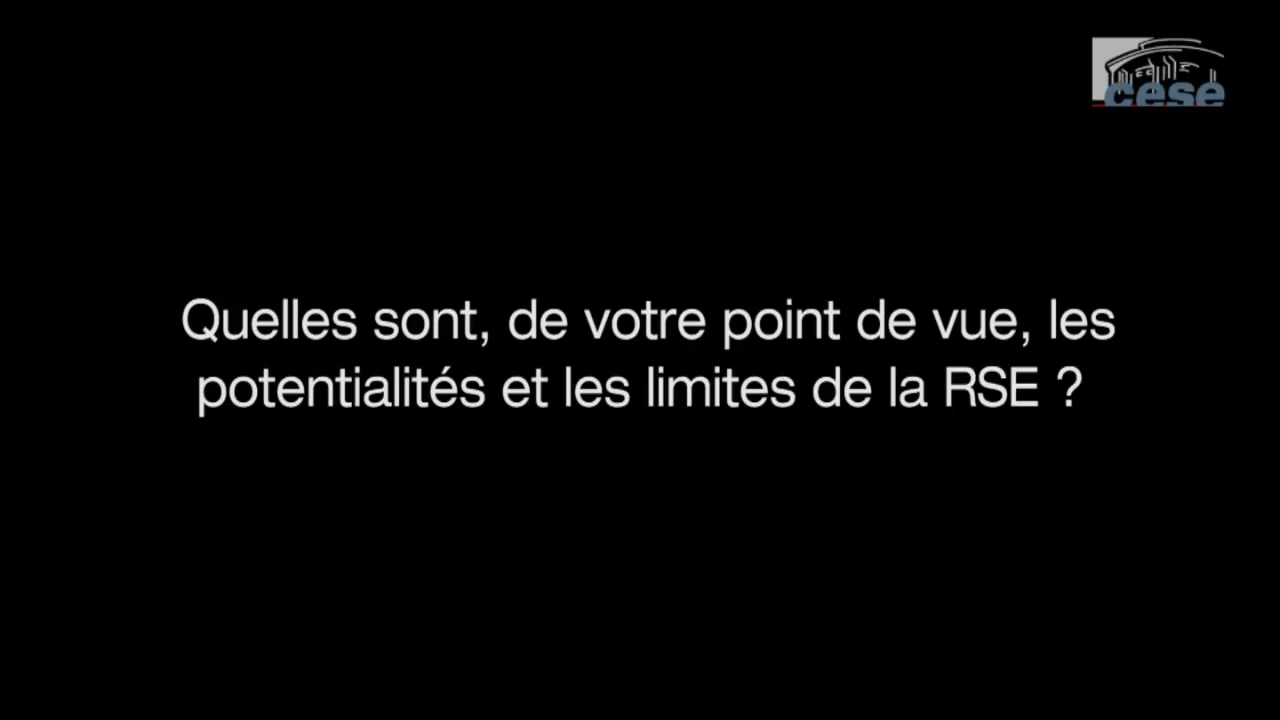 cese
Quelles sont, de votre point de vue, les
potentialités et les limites de la RSE ?